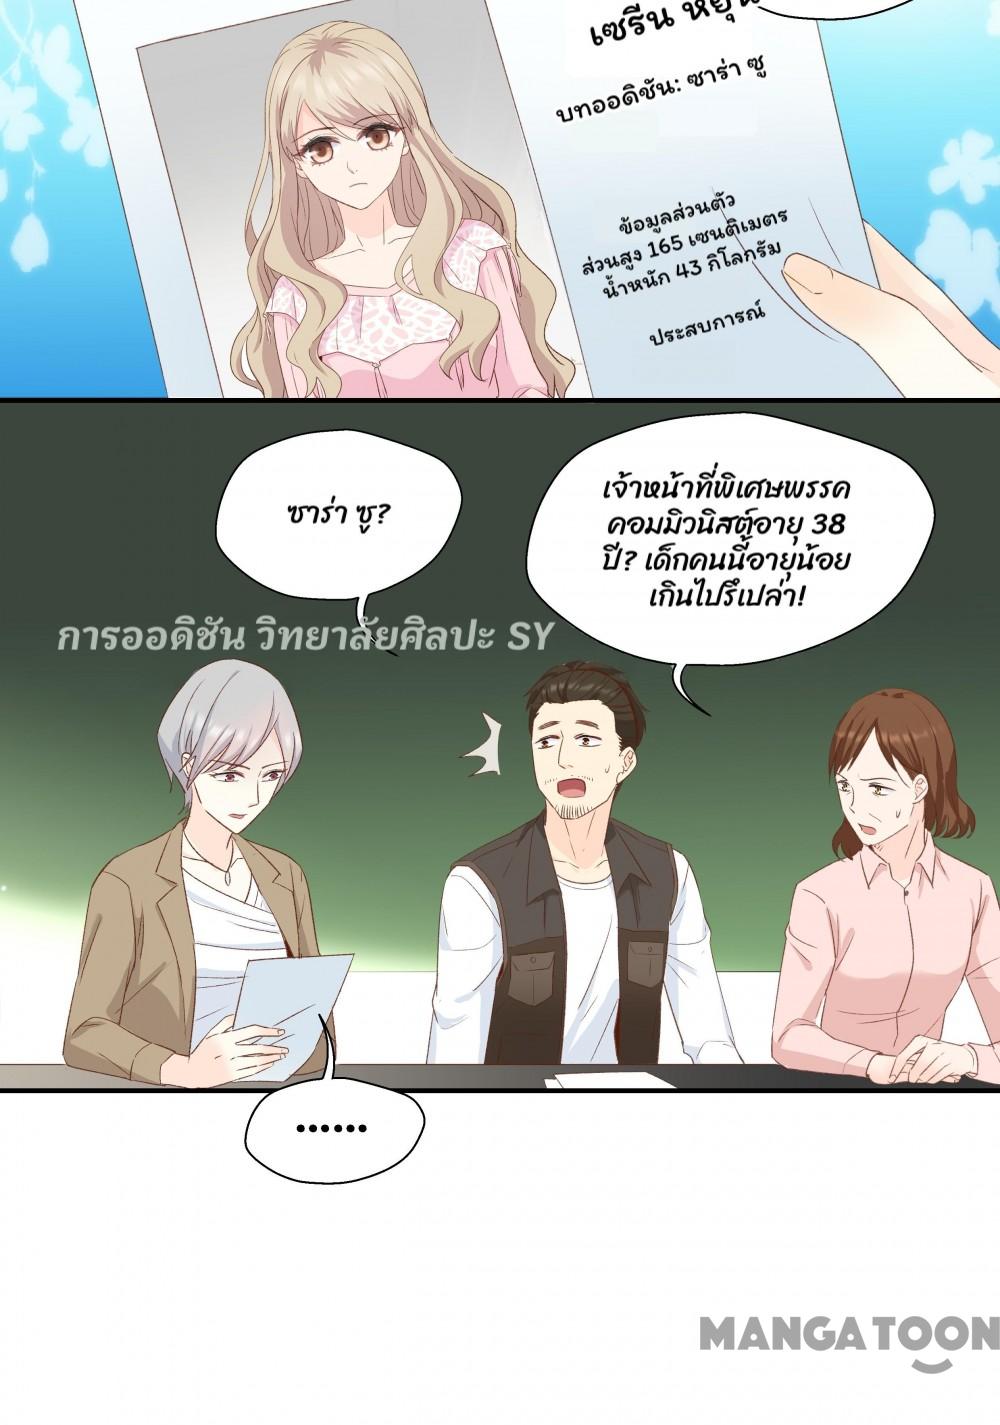 เซรีน หยุน
บทออดิชัน: ซาร่า ซู
ข้อมูลส่วนตัว
ส่วนสูง 165 เซนติเมตร
น้ำหนัก 43 กิโลกรัม
ประสบการณ์
ซาร่า ซู?
เจ้าหน้าที่พิเศษพรรค
คอมมิวนิสต์อายุ 38
ปี? เด็กคนนี้อายุน้อย
เกินไปรึเปล่า!
การออดิชัน วิทยาลัยศิลปะ SY
......
MANGATOON